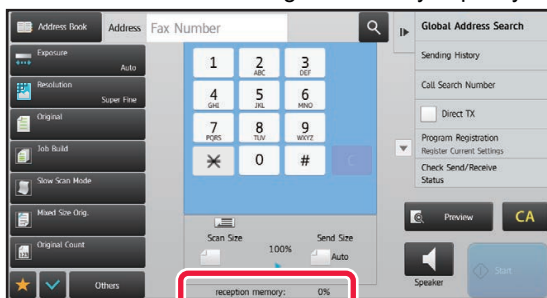 Address Book
Address
Fax Number
Global Address Search
Exposure
Auto
Sending History
Resolution
Super Fine
Call Search Number
Original
Direct TX
Job Build
Program Registration
Register Current Settings
Slow Scan Mode
Check Send/Receive
Status
Mixed Size Orig.
Original Count
Others
1
2
ABC
3
DEF
4
GHI
5
JKL
6
MNO
7
PQRS
8
TUV
9
WXYZ
0
#
C
Scan Size
100%
Send Size
Auto
reception memory: 0%
Preview
CA
Speaker
Start